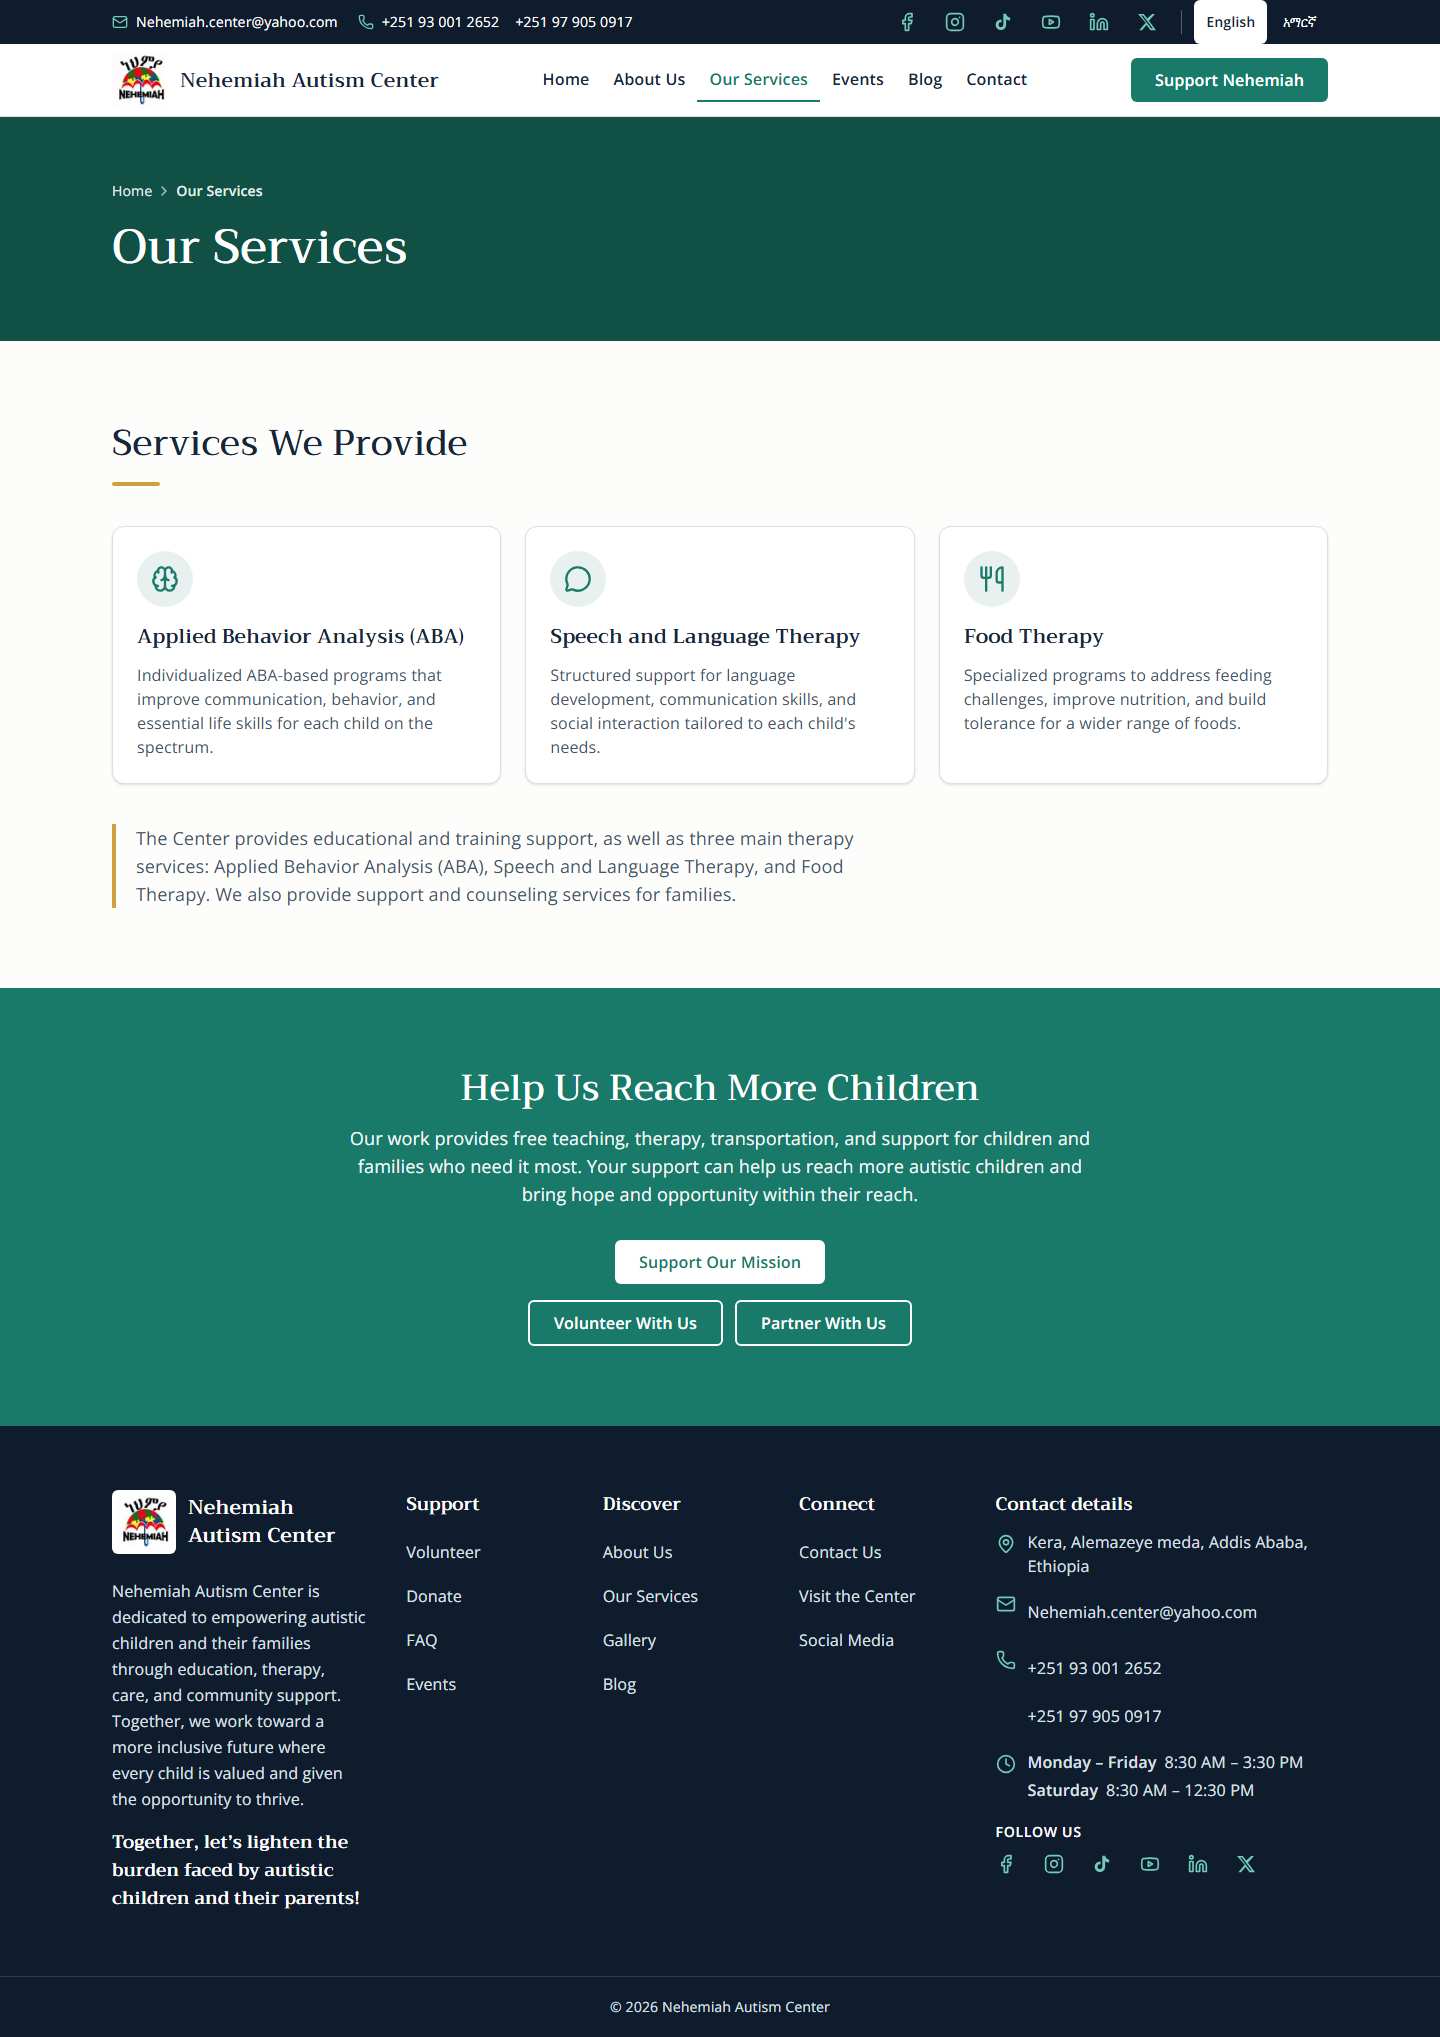 Nehemiah.center@yahoo.com +251 93 001 2652 +251 97 905 0917 English አማርኛ
ነህምያ
NEHEMIAH
Nehemiah Autism Center Home About Us Our Services Events Blog Contact Support Nehemiah
Home > Our Services
Our Services
Services We Provide
Applied Behavior Analysis (ABA)
Individualized ABA-based programs that
improve communication, behavior, and
essential life skills for each child on the
spectrum.
Speech and Language Therapy
Structured support for language
development, communication skills, and
social interaction tailored to each child's
needs.
Food Therapy
Specialized programs to address feeding
challenges, improve nutrition, and build
tolerance for a wider range of foods.
The Center provides educational and training support, as well as three main therapy
services: Applied Behavior Analysis (ABA), Speech and Language Therapy, and Food
Therapy. We also provide support and counseling services for families.
Help Us Reach More Children
Our work provides free teaching, therapy, transportation, and support for children and
families who need it most. Your support can help us reach more autistic children and
bring hope and opportunity within their reach.
Support Our Mission
Volunteer With Us Partner With Us
ነህምያ
NEHEMIAH
Nehemiah
Autism Center
Nehemiah Autism Center is
dedicated to empowering autistic
children and their families
through education, therapy,
care, and community support.
Together, we work toward a
more inclusive future where
every child is valued and given
the opportunity to thrive.
Together, let’s lighten the
burden faced by autistic
children and their parents!
Support
Volunteer
Donate
FAQ
Events
Discover
About Us
Our Services
Gallery
Blog
Connect
Contact Us
Visit the Center
Social Media
Contact details
Kera, Alemazeye meda, Addis Ababa,
Ethiopia
Nehemiah.center@yahoo.com
+251 93 001 2652
+251 97 905 0917
Monday – Friday 8:30 AM – 3:30 PM
Saturday 8:30 AM – 12:30 PM
FOLLOW US
© 2026 Nehemiah Autism Center